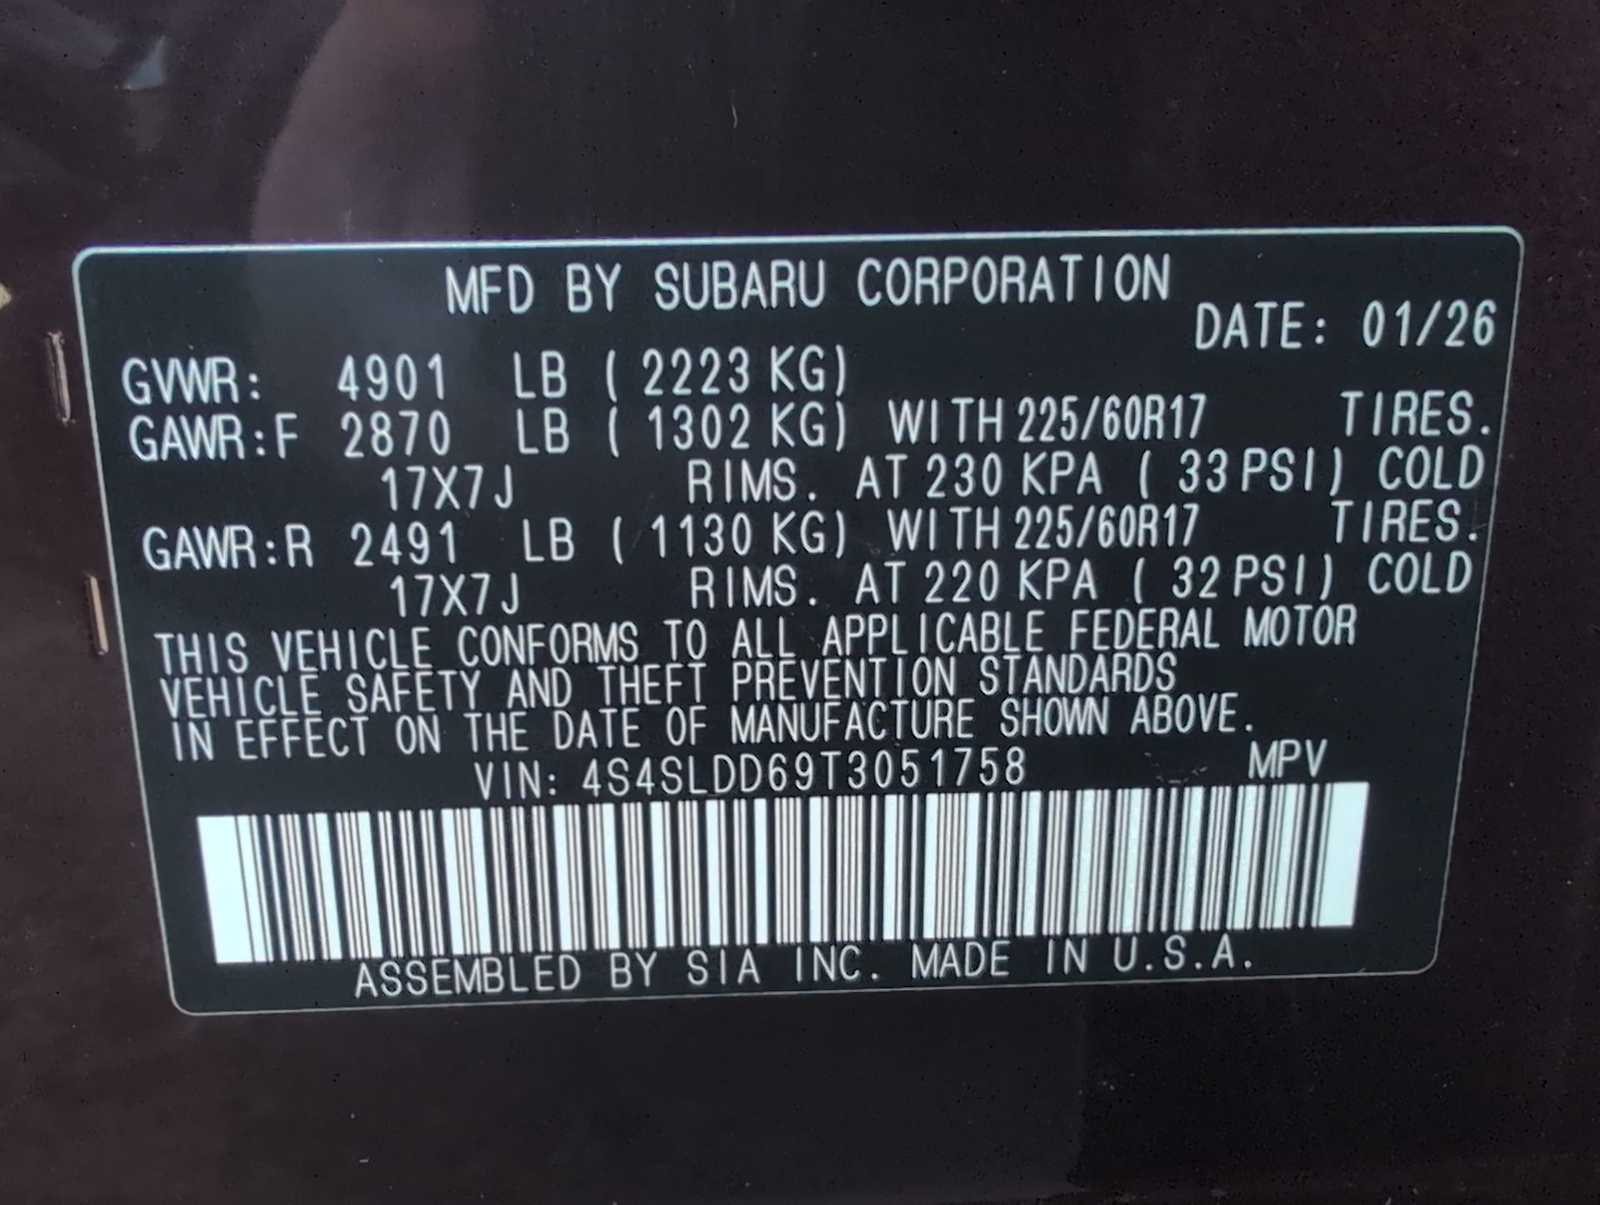 MFD BY SUBARU CORPORATION
DATE: 01/26
GVWR: 4901 LB ( 2223 KG)
GAWR:F 2870 LB ( 1302 KG) WITH 225/60R17 TIRES.
17X7J RIMS. AT 230 KPA ( 33 PSI) COLD
GAWR:R 2491 LB ( 1130 KG) WITH 225/60R17 TIRES.
17X7J RIMS. AT 220 KPA ( 32 PSI) COLD
THIS VEHICLE CONFORMS TO ALL APPLICABLE FEDERAL MOTOR
VEHICLE SAFETY AND THEFT PREVENTION STANDARDS
IN EFFECT ON THE DATE OF MANUFACTURE SHOWN ABOVE.
VIN: 4S4SLDD69T3051758 MPV
ASSEMBLED BY SIA INC. MADE IN U.S.A.